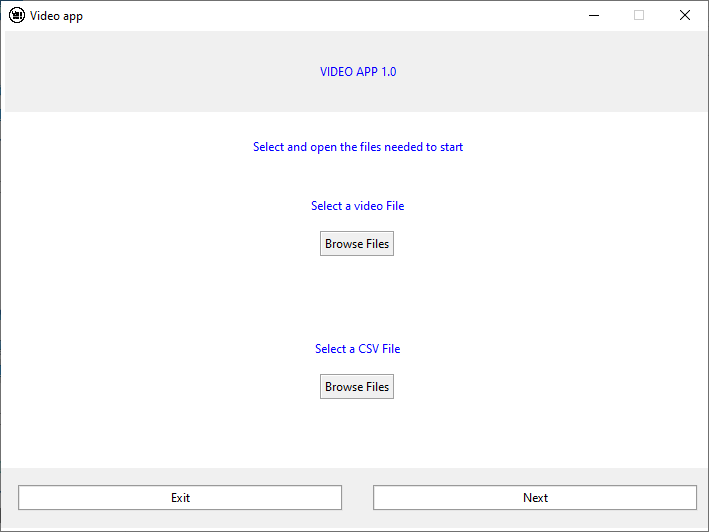 Video app
VIDEO APP 1.0
Select and open the files needed to start
Select a video File
Browse Files
Select a CSV File
Browse Files
Exit
Next